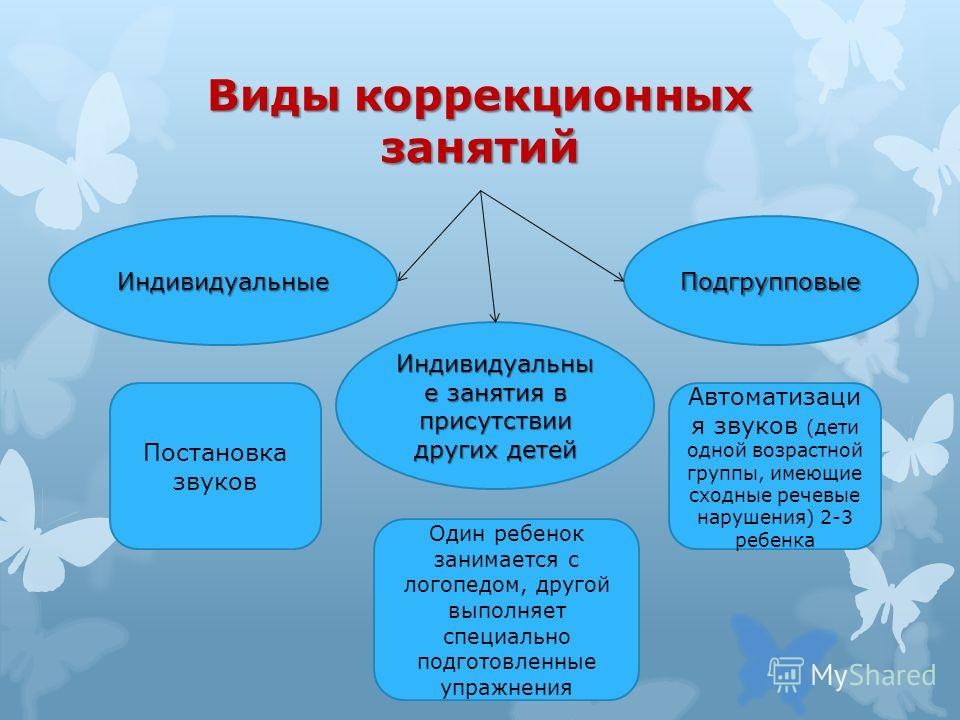 Виды коррекционных
занятий
Индивидуальные
Подгрупповые
Индивидуальны
е занятия в
присутствии
других детей
Постановка
звуков
Автоматизаци
я звуков (дети
одной возрастной
группы, имеющие
сходные речевые
нарушения) 2-3
ребенка
Один ребенок
занимается с
логопедом, другой
выполняет
специально
подготовленные
упражнения
MyShared